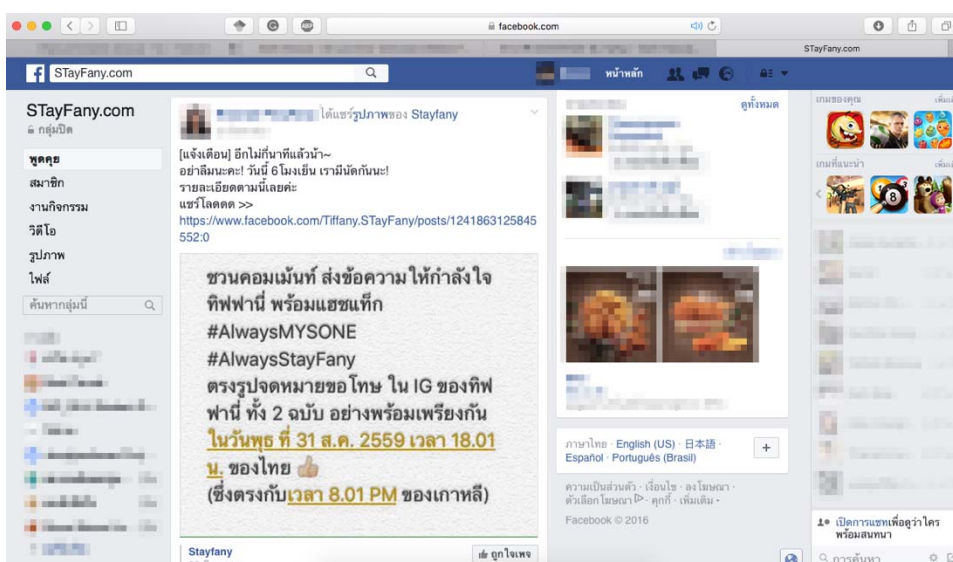 facebook.com
STayFany.com
STayFany.com
หน้าหลัก
STayFany.com
กลุ่มปิด
พูดคุย
สมาชิก
งานกิจกรรม
วิดีโอ
รูปภาพ
ไฟล์
ค้นหากลุ่มนี้
ได้แชร์รูปภาพของ Stayfany
[แจ้งเตือน] อีกไม่กี่นาทีแล้วน้า~
อย่าลืมนะคะ! วันนี้ 6 โมงเย็น เรามีนัดกันนะ!
รายละเอียดตามนี้เลยค่ะ
แชร์โลดดด >>
https://www.facebook.com/Tiffany.STayFany/posts/1241863125845
552:0
ชวนคอมเม้นท์ ส่งข้อความให้กำลังใจ
ทิฟฟานี่ พร้อมแฮชแท็ก
#AlwaysMYSONE
#AlwaysStayFany
ตรงรูปจดหมายขอโทษ ใน IG ของทิฟ
ฟานี่ ทั้ง 2 ฉบับ อย่างพร้อมเพรียงกัน
ในวันพุธ ที่ 31 ส.ค. 2559 เวลา 18.01
น. ของไทย 👍
(ซึ่งตรงกับเวลา 8.01 PM ของเกาหลี)
Stayfany
ถูกใจเพจ
ดูทั้งหมด
ภาษาไทย · English (US) · 日本語 ·
Español · Português (Brasil)
ความเป็นส่วนตัว · เงื่อนไข · ลงโฆษณา ·
ตัวเลือกโฆษณา · คุกกี้ · เพิ่มเติม
Facebook © 2016
เกมของคุณ
เกมที่แนะนำ
เปิดการแชทเพื่อดูว่าใคร
พร้อมสนทนา
การค้นหา